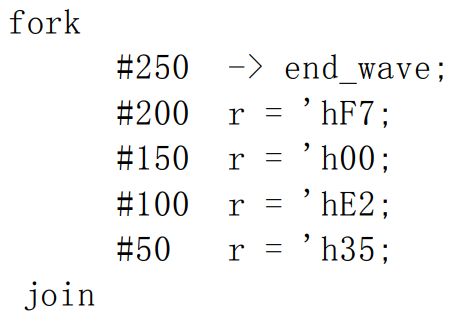 fork
#250 -> end_wave;
#200 r = 'hF7;
#150 r = 'h00;
#100 r = 'hE2;
#50 r = 'h35;
join